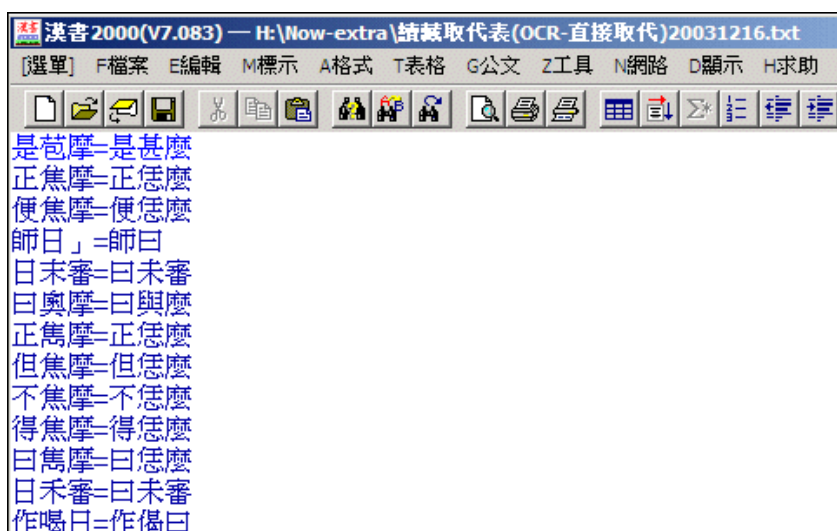 漢書2000(V7.083) — H:\Now-extra\續藏取代表(OCR-直接取代)20031216.txt
[選單] F檔案 E編輯 M標示 A格式 T表格 G公文 Z工具 N網路 D顯示 H求助
是苞摩=是甚麼
正焦摩=正恁麼
便焦摩=便恁麼
師日」=師曰
日末審=曰未審
曰奧摩=曰與麼
正雋摩=正恁麼
但焦摩=但恁麼
不焦摩=不恁麼
得焦摩=得恁麼
曰雋摩=曰恁麼
日禾審=曰未審
作喝日=作偈曰